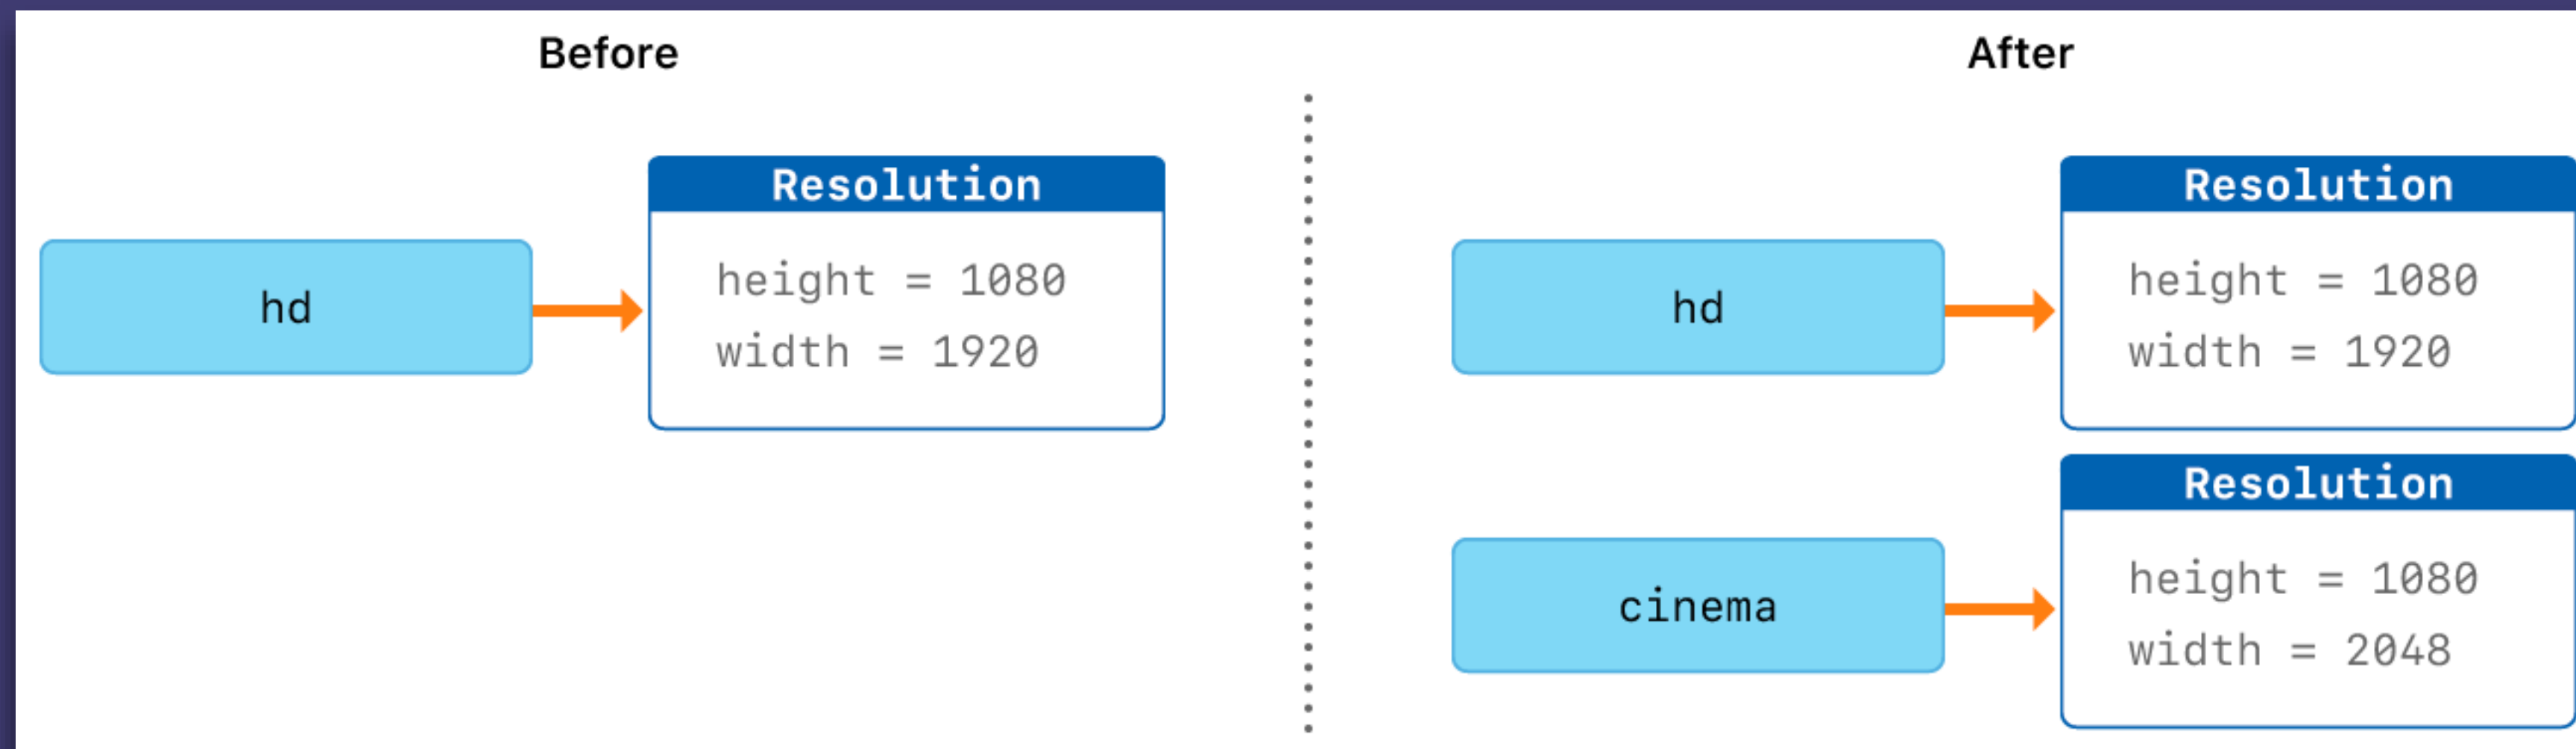 Before
Resolution
hd
height = 1080
width = 1920
After
Resolution
hd
height = 1080
width = 1920
Resolution
cinema
height = 1080
width = 2048